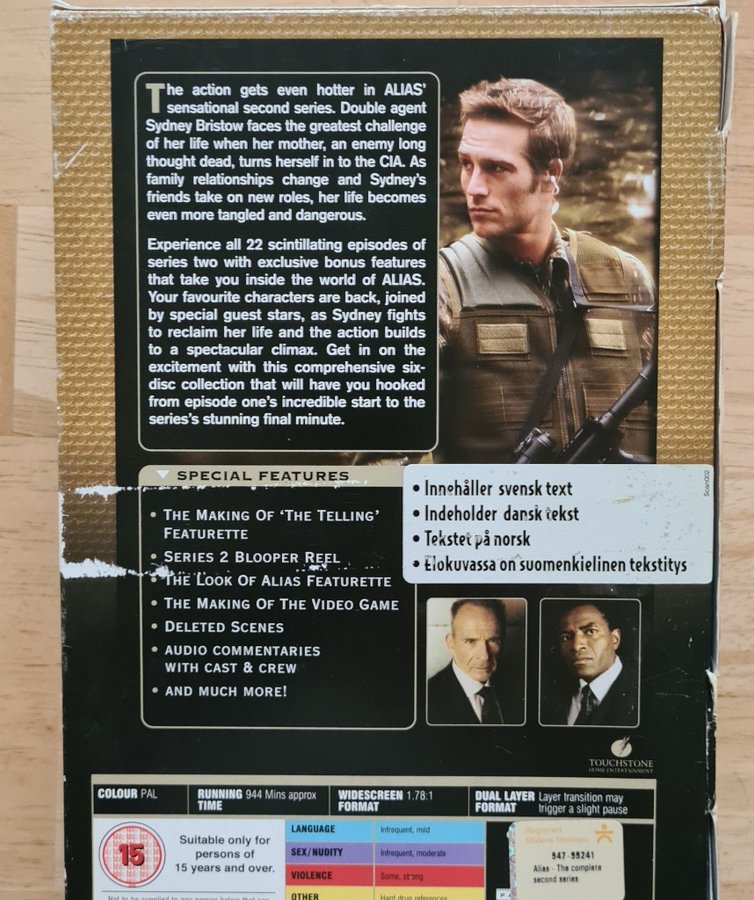 The action gets even hotter in ALIAS'
sensational second series. Double agent
Sydney Bristow faces the greatest challenge
of her life when her mother, an enemy long
thought dead, turns herself in to the CIA. As
family relationships change and Sydney's
friends take on new roles, her life becomes
even more tangled and dangerous.
Experience all 22 scintillating episodes of
series two with exclusive bonus features
that take you inside the world of ALIAS.
Your favourite characters are back, joined
by special guest stars, as Sydney fights
to reclaim her life and the action builds
to a spectacular climax. Get in on the
excitement with this comprehensive six-
disc collection that will have you hooked
from episode one's incredible start to the
series's stunning final minute.
SPECIAL FEATURES
• THE MAKING OF 'THE TELLING'
FEATURETTE
• SERIES 2 BLOOPER REEL
• THE LOOK OF ALIAS FEATURETTE
• THE MAKING OF THE VIDEO GAME
• DELETED SCENES
• AUDIO COMMENTARIES
WITH CAST & CREW
• AND MUCH MORE!
• Innehåller svensk text
• Indeholder dansk tekst
• Tekstet på norsk
• Elokuvassa on suomenkielinen tekstitys
Scan002
TOUCHSTONE
HOME ENTERTAINMENT
COLOUR PAL
RUNNING TIME 944 Mins approx
WIDESCREEN FORMAT 1.78:1
DUAL LAYER FORMAT Layer transition may
trigger a slight pause
15
Suitable only for
persons of
15 years and over.
LANGUAGE Infrequent, mild
SEX/NUDITY Infrequent, moderate
VIOLENCE Some, strong
OTHER Hard drug references
Registrert
Statens filmtilsyn
547-55241
Alias - The complete
second series